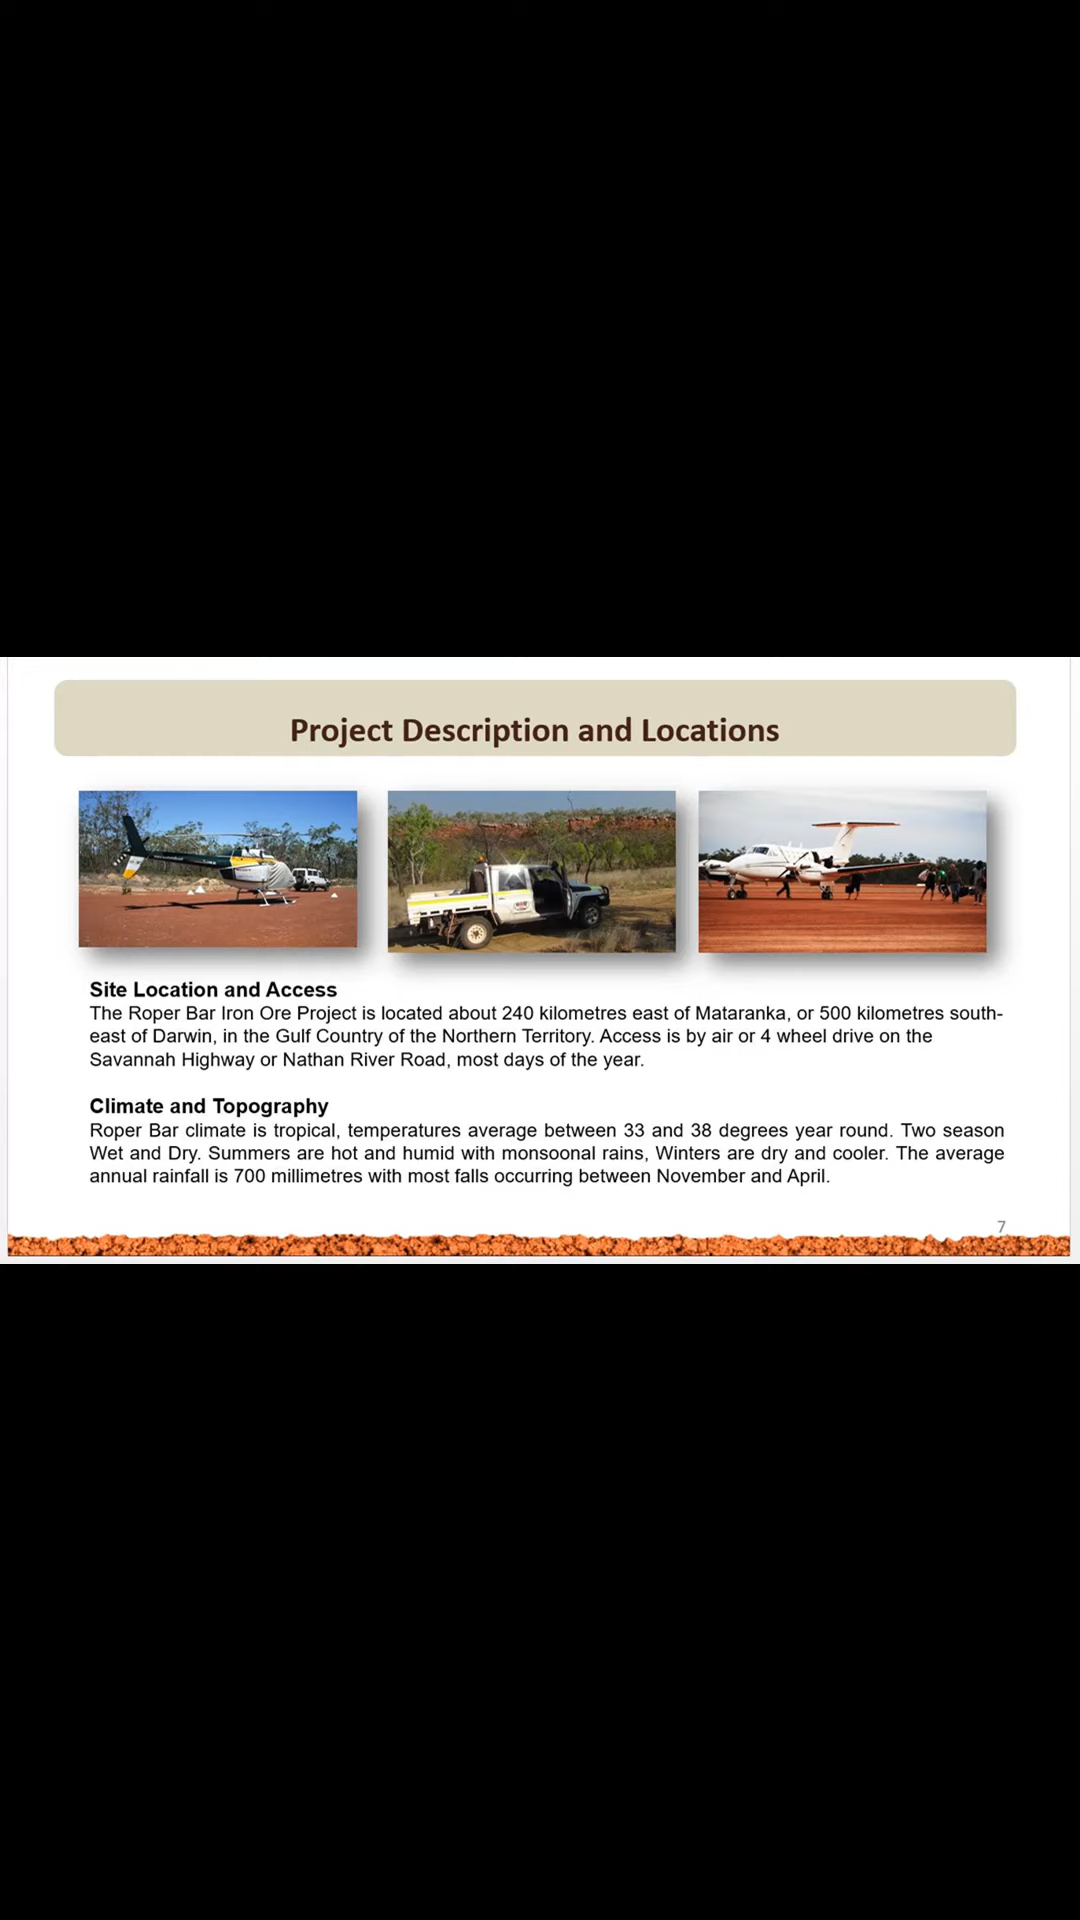 Project Description and Locations
Site Location and Access
The Roper Bar Iron Ore Project is located about 240 kilometres east of Mataranka, or 500 kilometres south-
east of Darwin, in the Gulf Country of the Northern Territory. Access is by air or 4 wheel drive on the
Savannah Highway or Nathan River Road, most days of the year.
Climate and Topography
Roper Bar climate is tropical, temperatures average between 33 and 38 degrees year round. Two season
Wet and Dry. Summers are hot and humid with monsoonal rains, Winters are dry and cooler. The average
annual rainfall is 700 millimetres with most falls occurring between November and April.
7